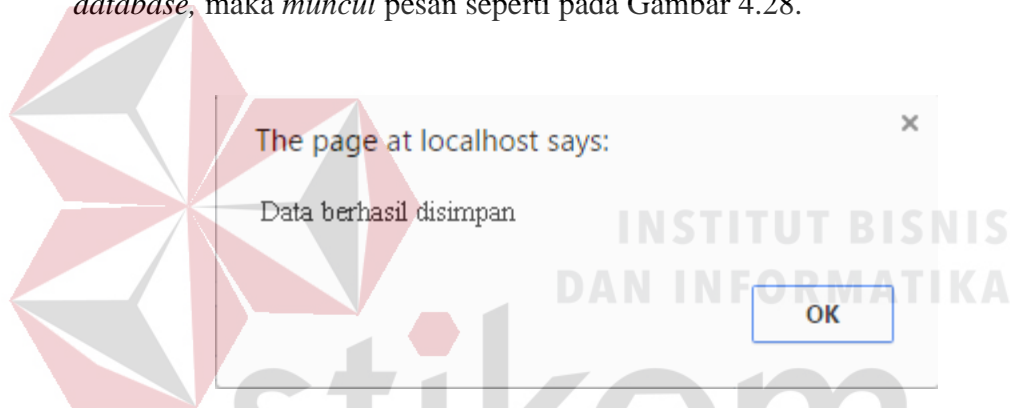 database, maka muncul pesan seperti pada Gambar 4.28.
The page at localhost says:
×
Data berhasil disimpan
INSTITUT BISNIS
DAN INFORMATIKA
OK
stikom